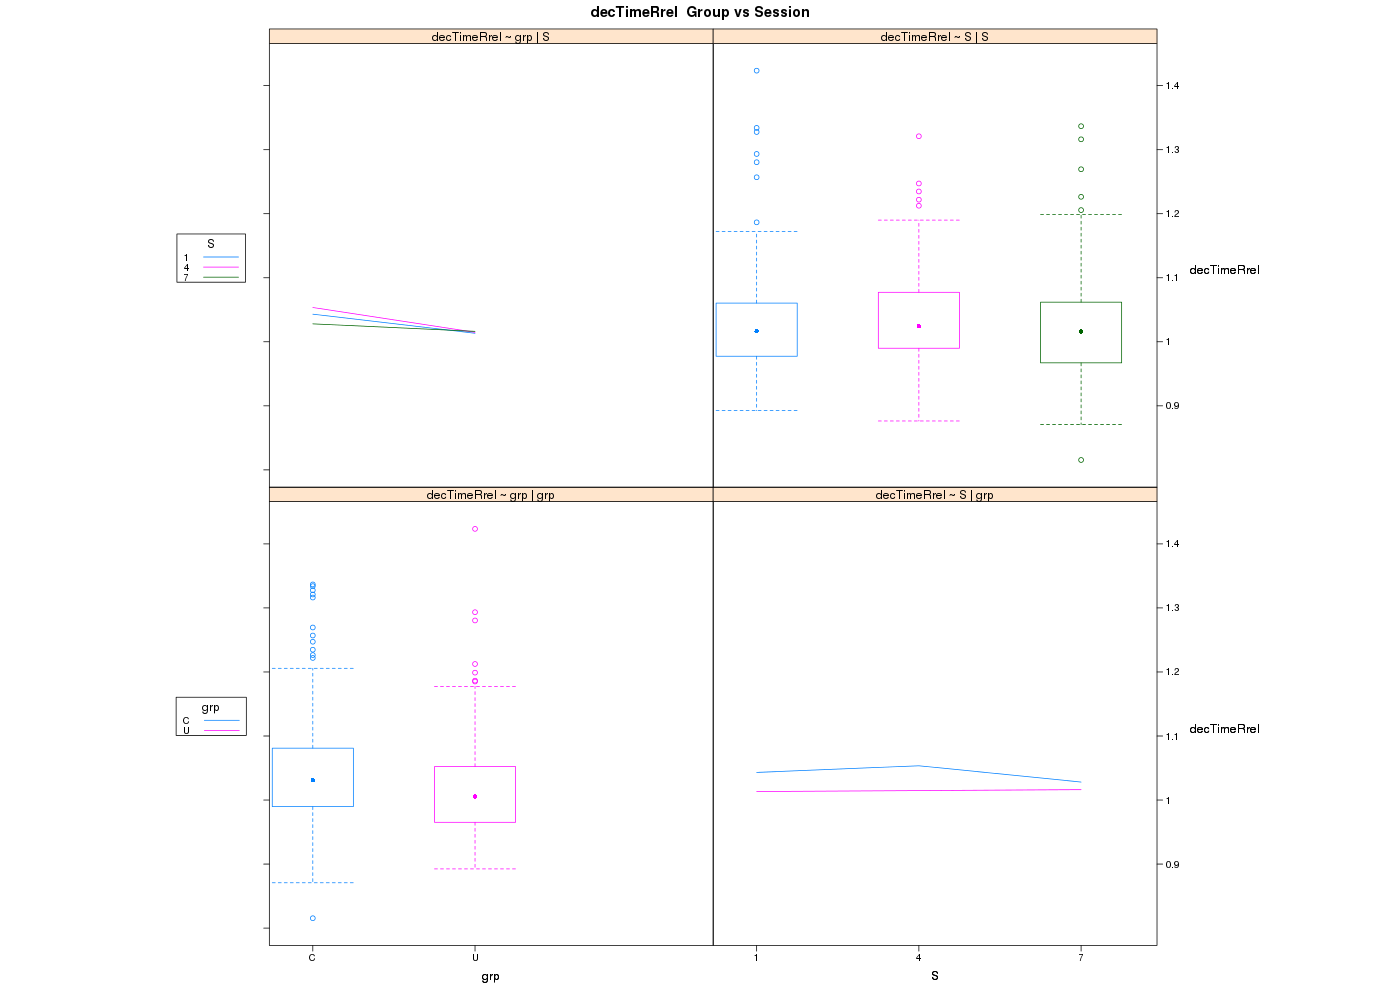 decTimeRrel Group vs Session
decTimeRrel ~ grp | S
decTimeRrel ~ S | S
1.4
1.3
1.2
1.1
1
0.9
decTimeRrel
S
1
4
7
decTimeRrel ~ grp | grp
decTimeRrel ~ S | grp
1.4
1.3
1.2
1.1
1
0.9
decTimeRrel
grp
C
U
C
U
1
4
7
grp
S